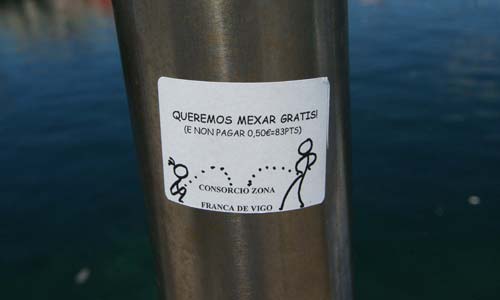 QUEREMOS MEXAR GRATIS!
(E NON PAGAR 0,50€=83PTS)
CONSORCIO ZONA
FRANCA DE VIGO